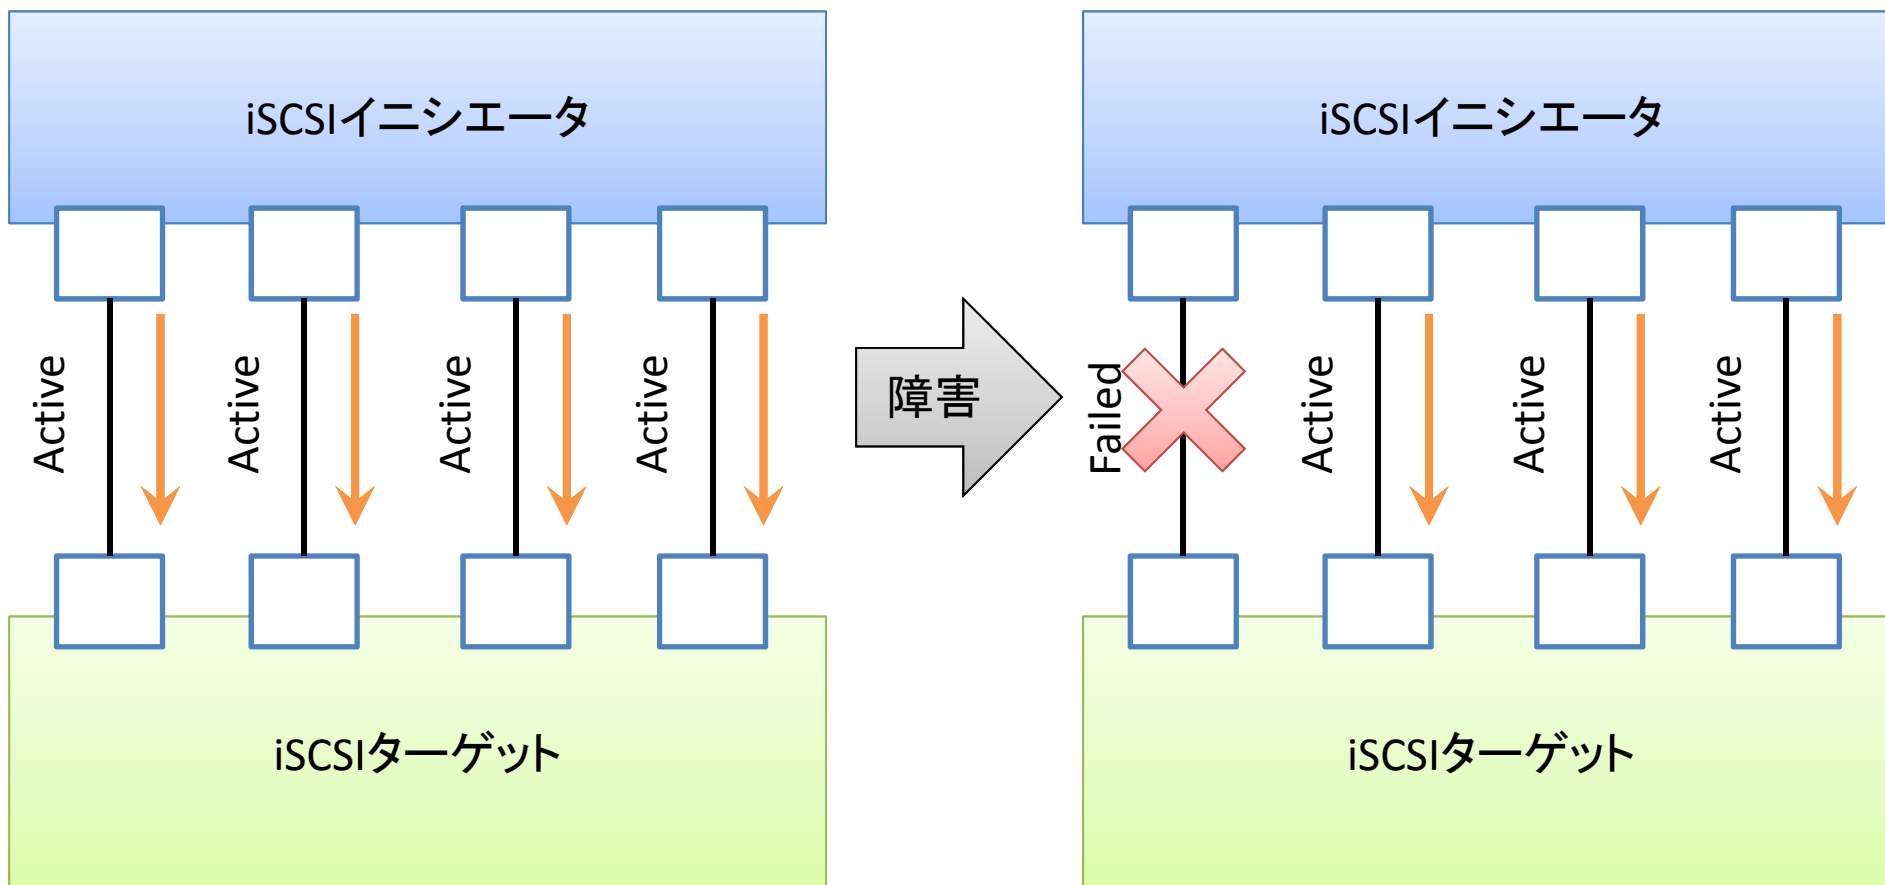 iSCSIイニシエータ
Active
Active
Active
Active
iSCSIターゲット
障害
iSCSIイニシエータ
Failed
Active
Active
Active
iSCSIターゲット